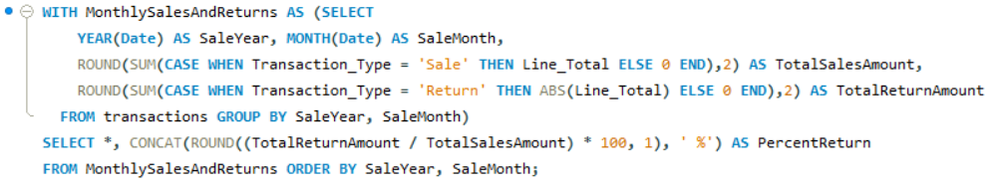 WITH MonthlySalesAndReturns AS (SELECT
YEAR(Date) AS SaleYear, MONTH(Date) AS SaleMonth,
ROUND(SUM(CASE WHEN Transaction_Type = 'Sale' THEN Line_Total ELSE 0 END),2) AS TotalSalesAmount,
ROUND(SUM(CASE WHEN Transaction_Type = 'Return' THEN ABS(Line_Total) ELSE 0 END),2) AS TotalReturnAmount
FROM transactions GROUP BY SaleYear, SaleMonth)
SELECT *, CONCAT(ROUND((TotalReturnAmount / TotalSalesAmount) * 100, 1), ' %') AS PercentReturn
FROM MonthlySalesAndReturns ORDER BY SaleYear, SaleMonth;